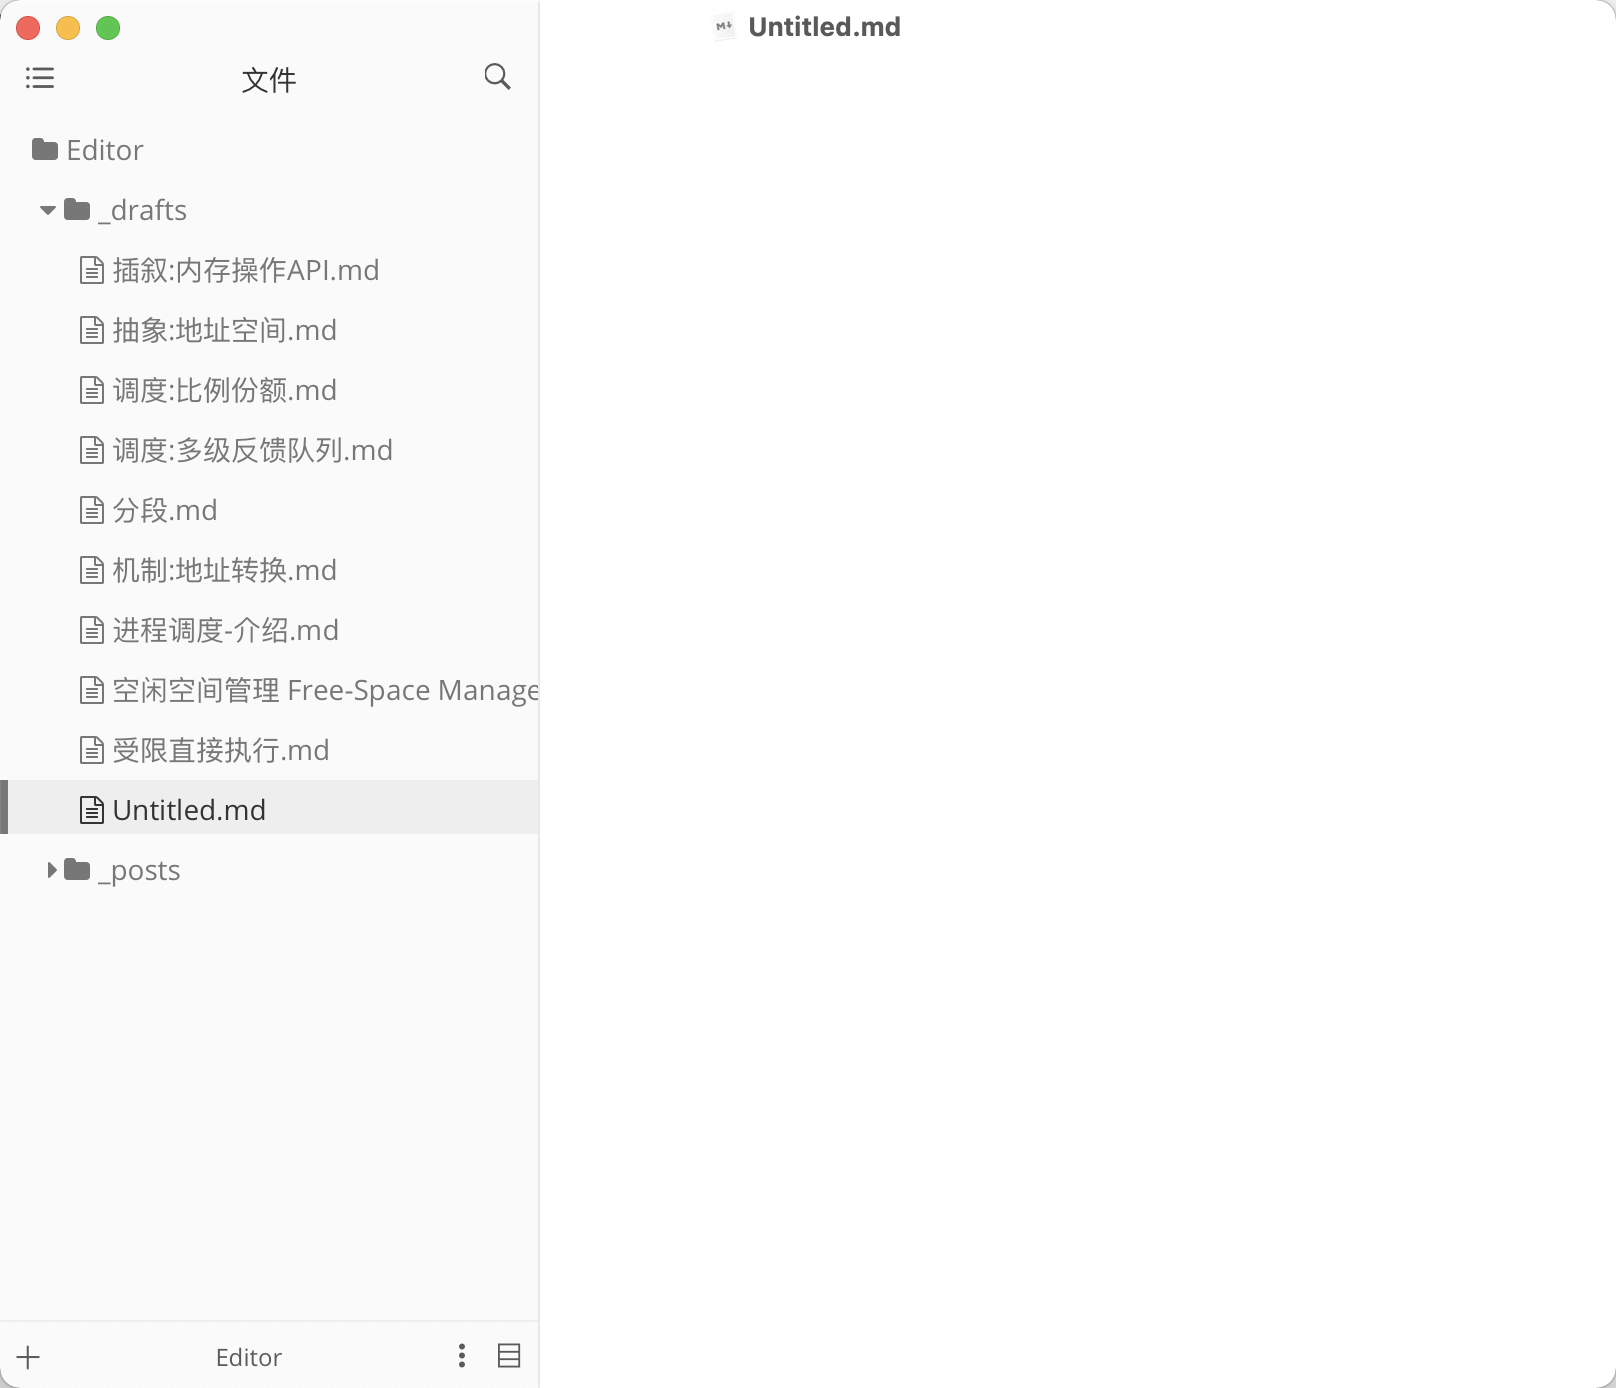 Untitled.md
文件
Editor
_drafts
插叙:内存操作API.md
抽象:地址空间.md
调度:比例份额.md
调度:多级反馈队列.md
分段.md
机制:地址转换.md
进程调度-介绍.md
空闲空间管理 Free-Space Manage
受限直接执行.md
Untitled.md
_posts
Editor